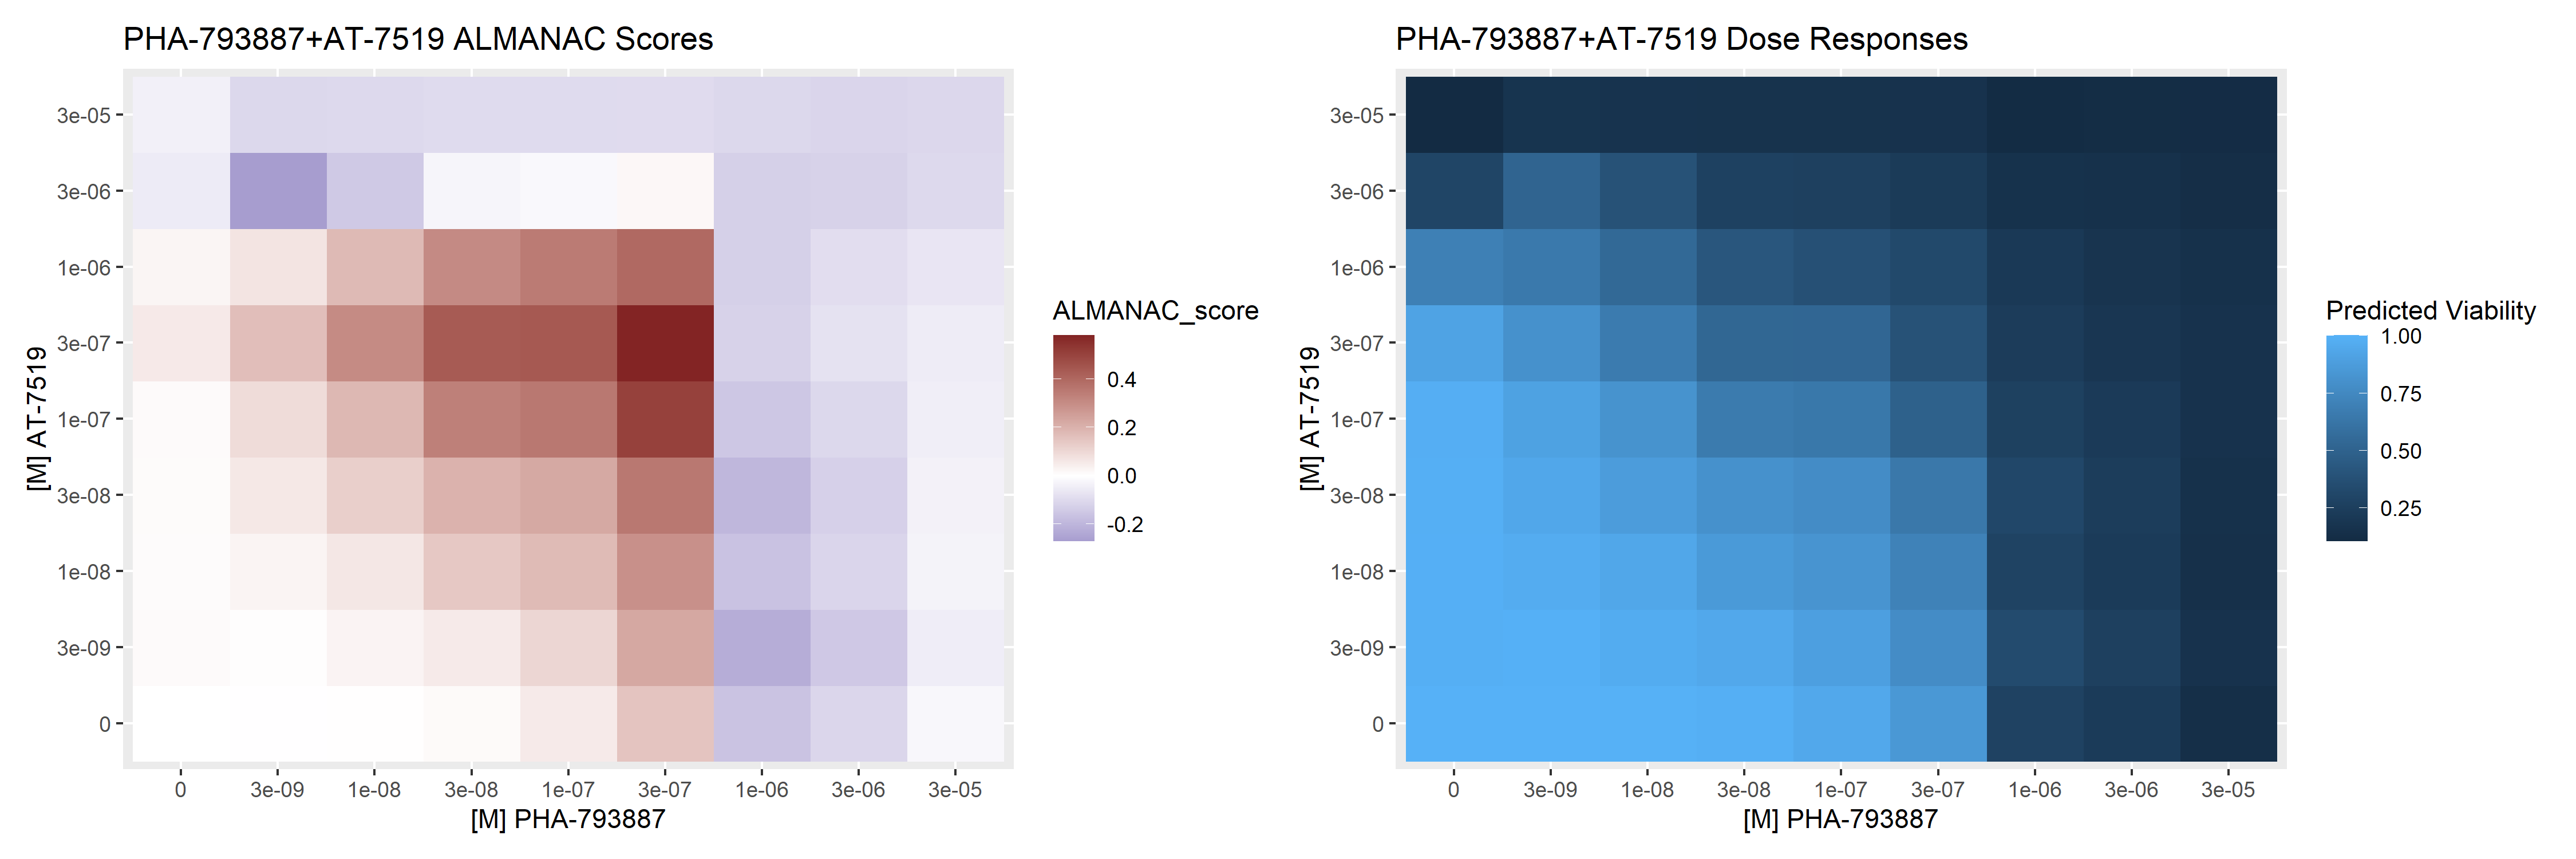 PHA-793887+AT-7519 ALMANAC Scores
[M] AT-7519
3e-05
3e-06
1e-06
3e-07
1e-07
3e-08
1e-08
3e-09
0
0 3e-09 1e-08 3e-08 1e-07 3e-07 1e-06 3e-06 3e-05
[M] PHA-793887
ALMANAC_score
0.4
0.2
0.0
-0.2
PHA-793887+AT-7519 Dose Responses
[M] AT-7519
3e-05
3e-06
1e-06
3e-07
1e-07
3e-08
1e-08
3e-09
0
0 3e-09 1e-08 3e-08 1e-07 3e-07 1e-06 3e-06 3e-05
[M] PHA-793887
Predicted Viability
1.00
0.75
0.50
0.25